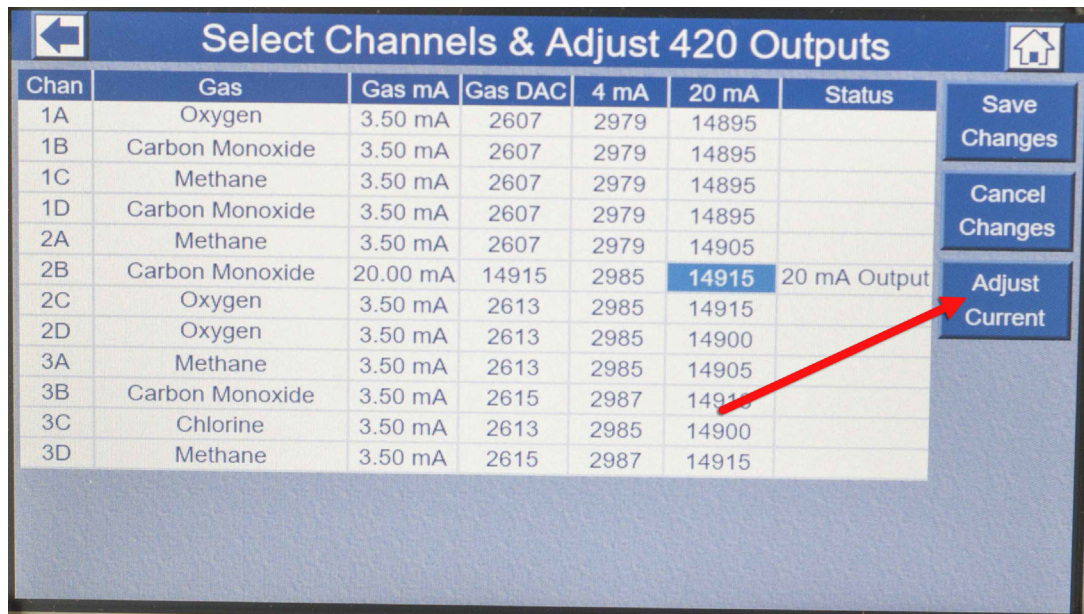 Select Channels & Adjust 420 Outputs
Chan Gas Gas mA Gas DAC 4 mA 20 mA Status
1A Oxygen 3.50 mA 2607 2979 14895
1B Carbon Monoxide 3.50 mA 2607 2979 14895
1C Methane 3.50 mA 2607 2979 14895
1D Carbon Monoxide 3.50 mA 2607 2979 14895
2A Methane 3.50 mA 2607 2979 14905
2B Carbon Monoxide 20.00 mA 14915 2985 14915 20 mA Output
2C Oxygen 3.50 mA 2613 2985 14915
2D Oxygen 3.50 mA 2613 2985 14900
3A Methane 3.50 mA 2613 2985 14905
3B Carbon Monoxide 3.50 mA 2615 2987
3C Chlorine 3.50 mA 2613 2985 14900
3D Methane 3.50 mA 2615 2987 14915
Save
Changes
Cancel
Changes
Adjust
Current